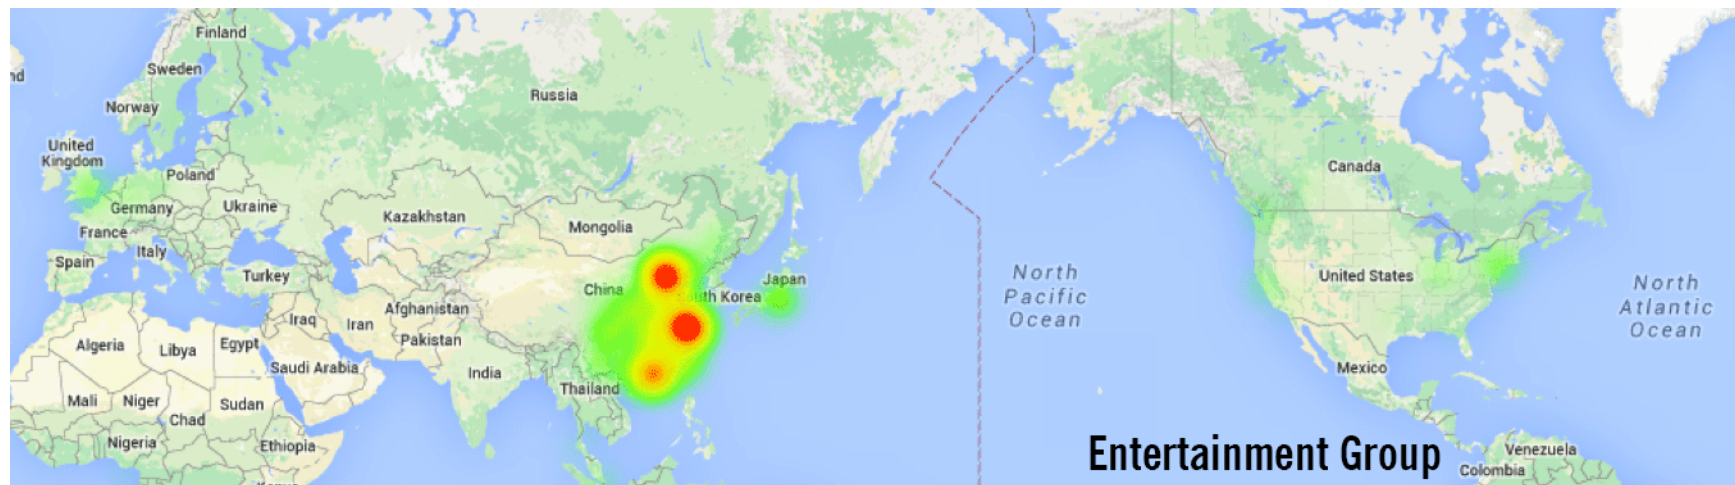 Finland
Sweden
Norway
Russia
United
Kingdom
Poland
Germany
Ukraine
France
Kazakhstan
Mongolia
Italy
Spain
Turkey
China
South Korea
Japan
Afghanistan
Iraq
Iran
Pakistan
Algeria
Libya
Egypt
Saudi Arabia
India
Thailand
Mali
Niger
Sudan
Chad
Nigeria
Ethiopia
Canada
United States
North
Pacific
Ocean
North
Atlantic
Ocean
Mexico
Entertainment Group
Venezuela
Colombia